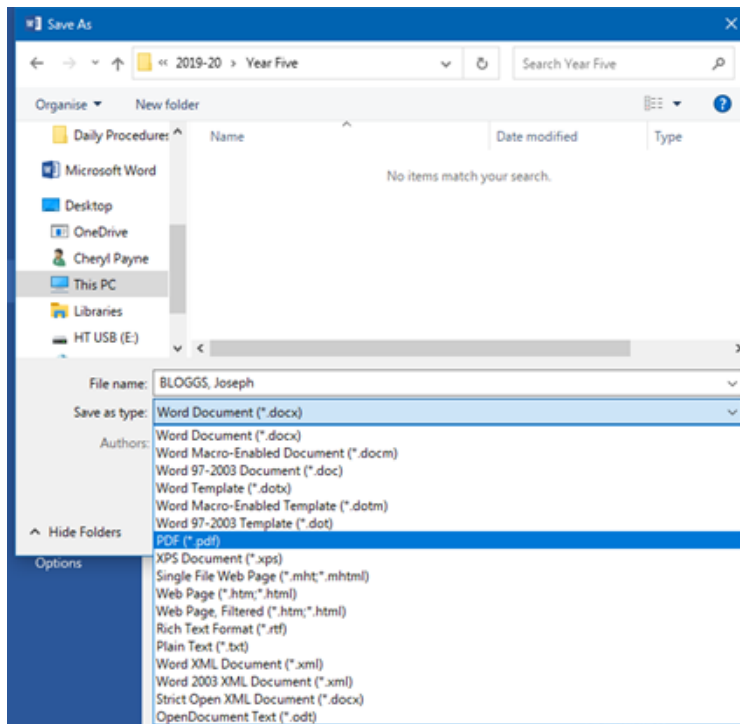 Save As
« 2019-20 > Year Five
Search Year Five
Organise
New folder
Daily Procedures
Microsoft Word
Desktop
OneDrive
Cheryl Payne
This PC
Libraries
HT USB (E:)
Name
Date modified
Type
No items match your search.
File name: BLOGGS, Joseph
Save as type: Word Document (*.docx)
Authors:
Word Document (*.docx)
Word Macro-Enabled Document (*.docm)
Word 97-2003 Document (*.doc)
Word Template (*.dotx)
Word Macro-Enabled Template (*.dotm)
Word 97-2003 Template (*.dot)
PDF (*.pdf)
XPS Document (*.xps)
Single File Web Page (*.mht;*.mhtml)
Web Page (*.htm;*.html)
Web Page, Filtered (*.htm;*.html)
Rich Text Format (*.rtf)
Plain Text (*.txt)
Word XML Document (*.xml)
Word 2003 XML Document (*.xml)
Strict Open XML Document (*.docx)
OpenDocument Text (*.odt)
Hide Folders
Options